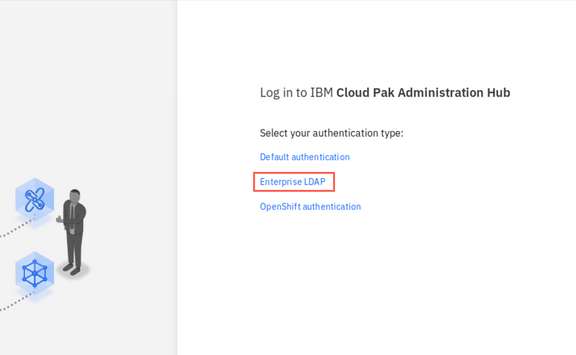 Log in to IBM Cloud Pak Administration Hub
Select your authentication type:
Default authentication
Enterprise LDAP
OpenShift authentication